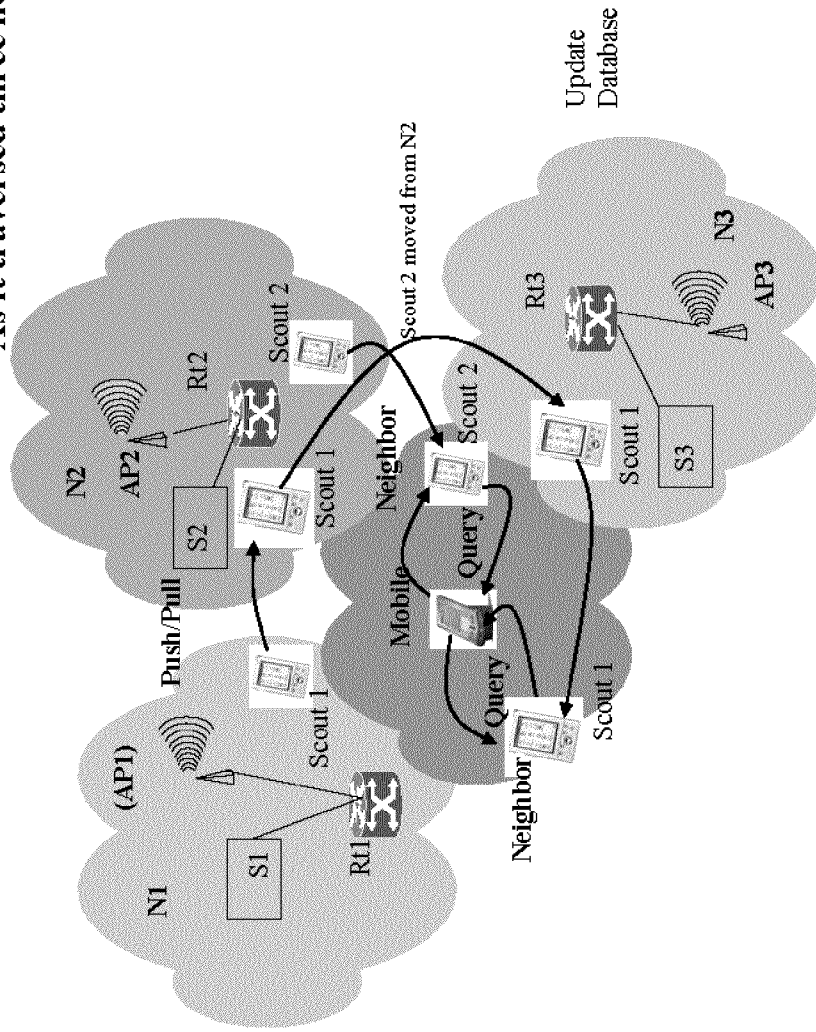 As it traversed three
N1
(AP1)
S1
Rt1
Scout 1
Push/Pull
N2
AP2
S2
Rt2
Scout 1
Scout 2
Scout 2 moved from N2
Neighbor
Scout 2
Query
Mobile
Query
Neighbor
Scout 1
Scout 1
Rt3
S3
N3
AP3
Update
Database